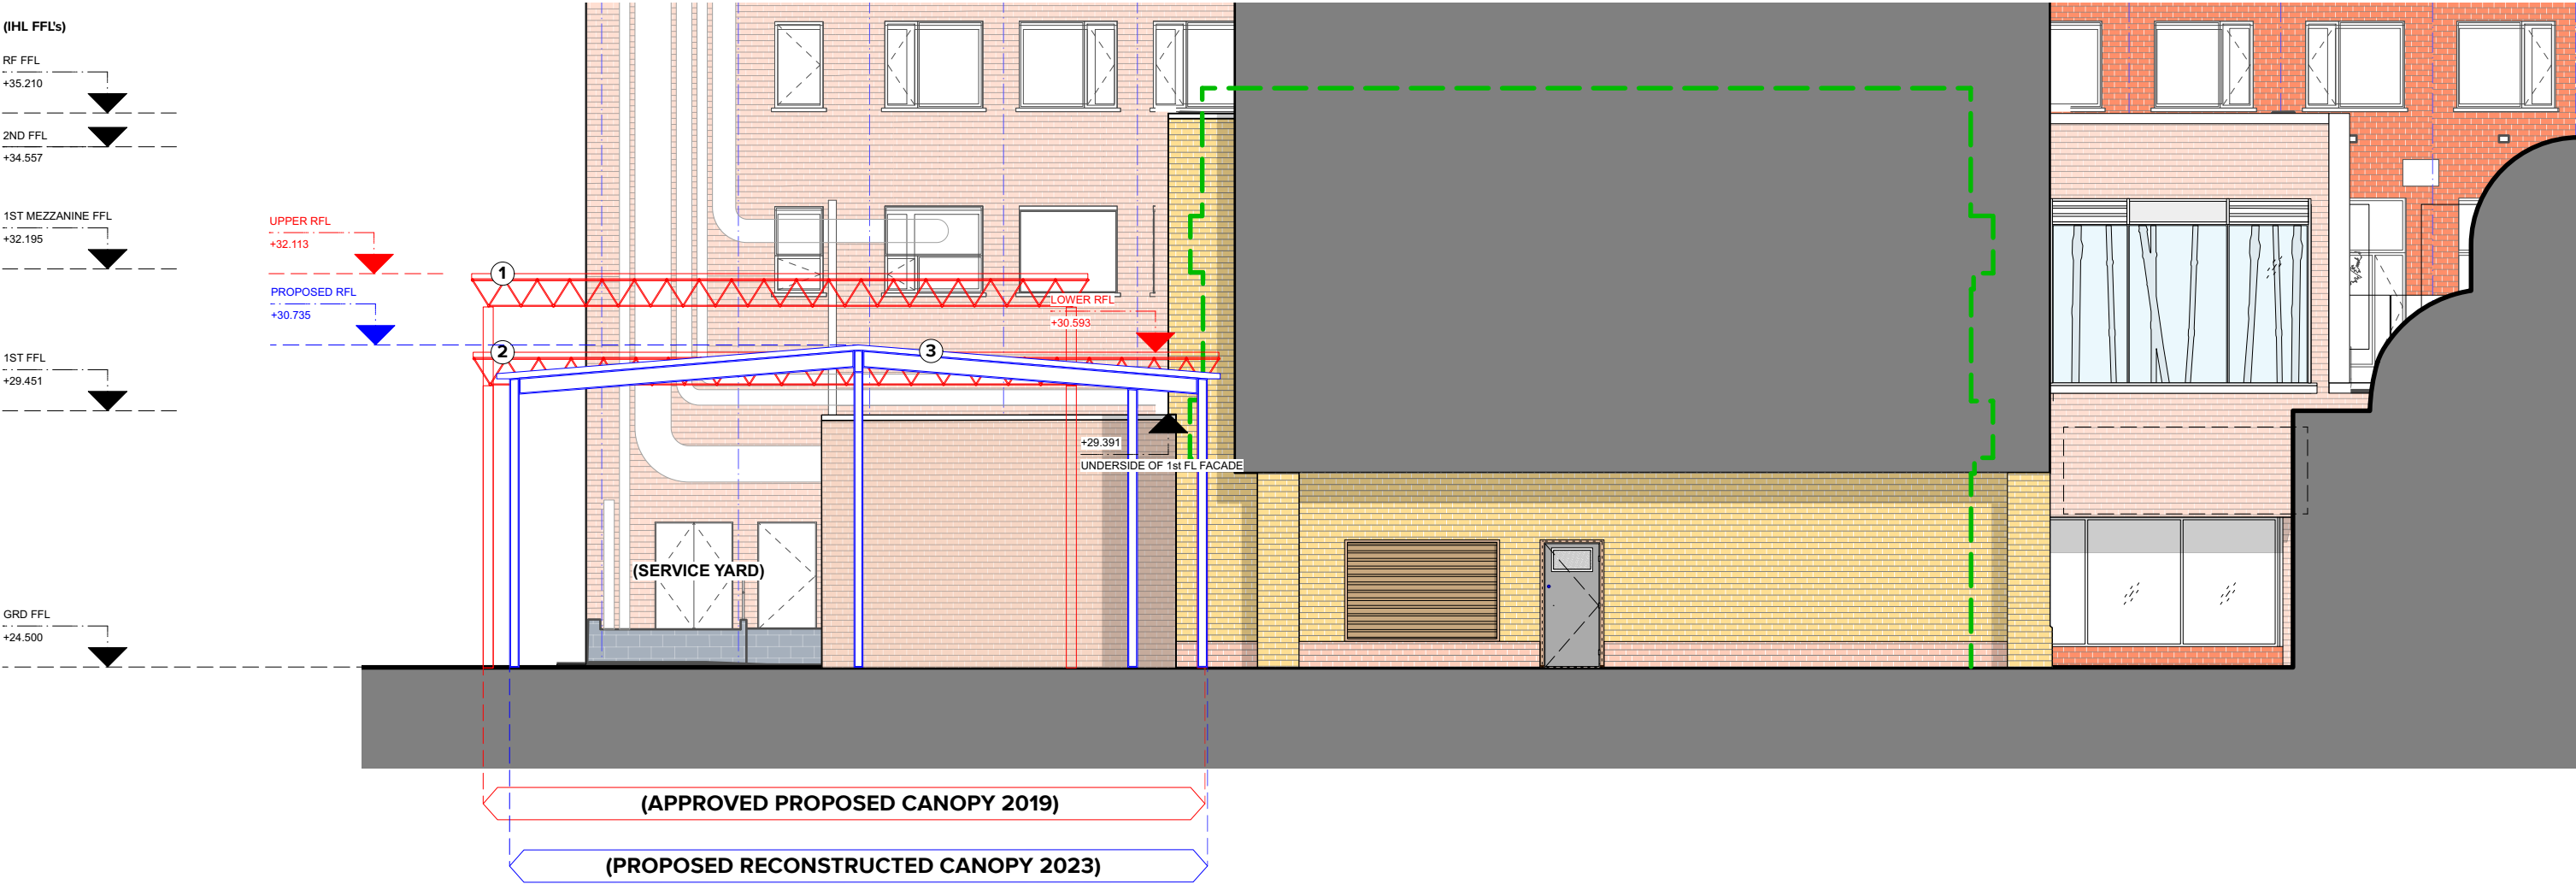 (IHL FFL's)
RF FFL
+35.210
2ND FFL
+34.557
1ST MEZZANINE FFL
+32.195
UPPER RFL
+32.113
1
PROPOSED RFL
+30.735
LOWER RFL
+30.593
2
3
1ST FFL
+29.451
+29.391
UNDERSIDE OF 1st FL FACADE
(SERVICE YARD)
GRD FFL
+24.500
(APPROVED PROPOSED CANOPY 2019)
(PROPOSED RECONSTRUCTED CANOPY 2023)